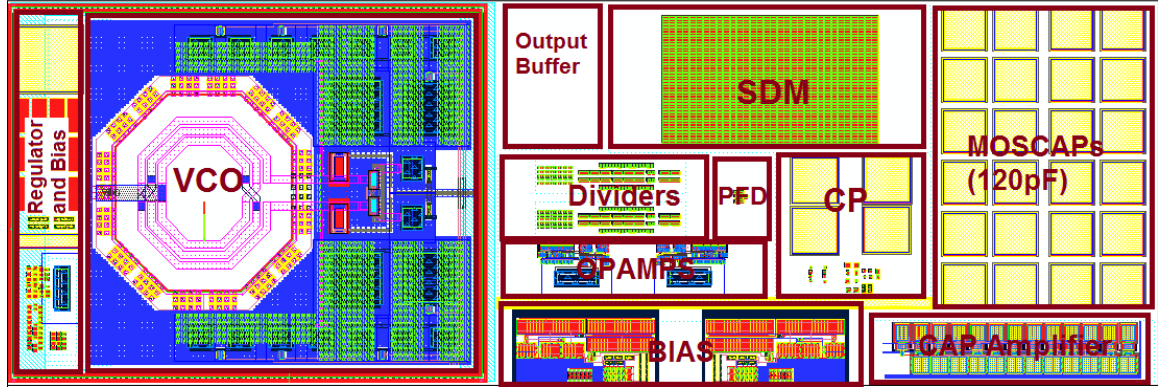 Regulator
and Bias
VCO
Output
Buffer
SDM
MOSCAPs
(120pF)
Dividers
PFD
CP
OPAMPS
BIAS
CAP Amplifier